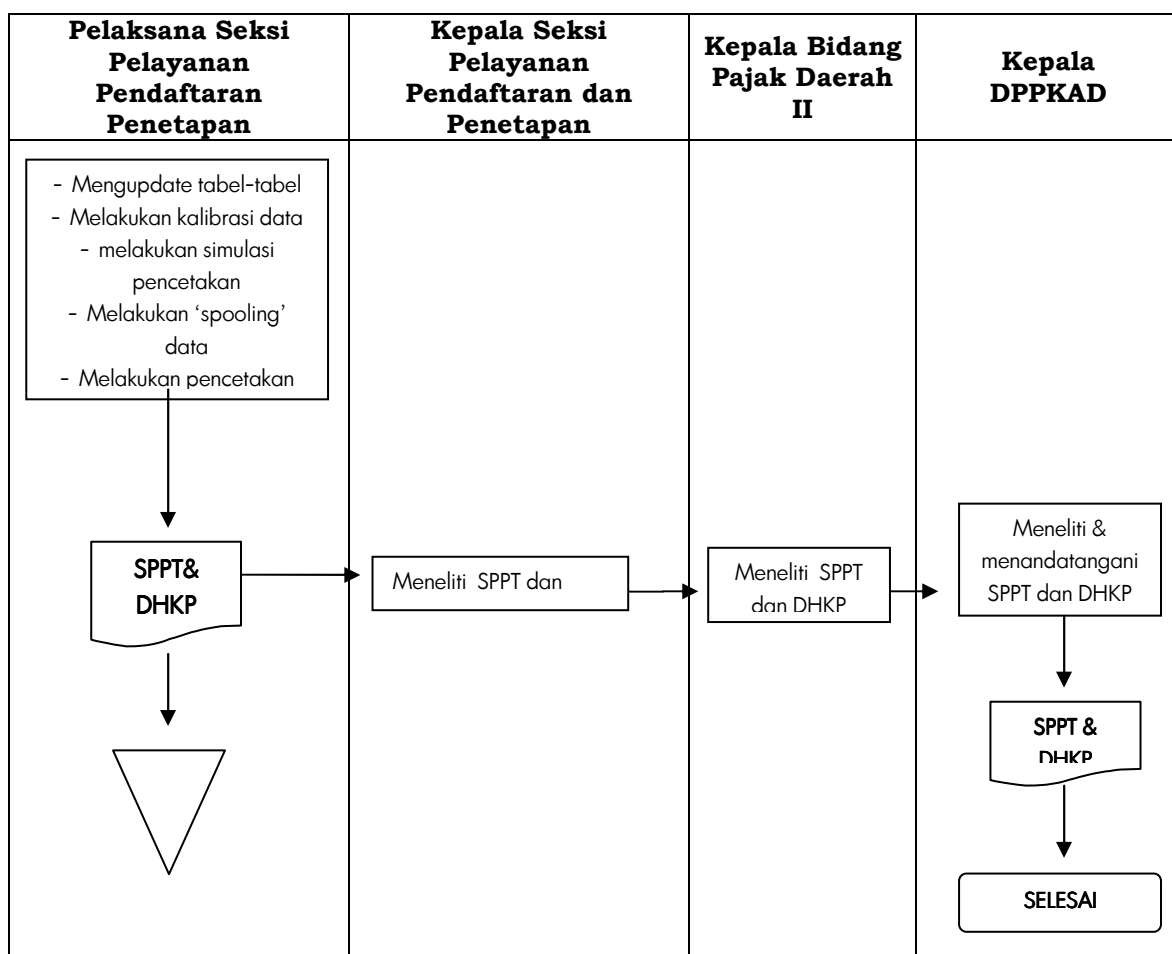 Pelaksana Seksi
Pelayanan
Pendaftaran
Penetapan
Kepala Seksi
Pelayanan
Pendaftaran dan
Penetapan
Kepala Bidang
Pajak Daerah
II
Kepala
DPPKAD
- Mengupdate tabel-tabel
- Melakukan kalibrasi data
- melakukan simulasi
pencetakan
- Melakukan ‘spooling’
data
- Melakukan pencetakan
SPPT&
DHKP
Meneliti SPPT dan
Meneliti SPPT
dan DHKP
Meneliti &
menandatangani
SPPT dan DHKP
SPPT &
DHKP
SELESAI